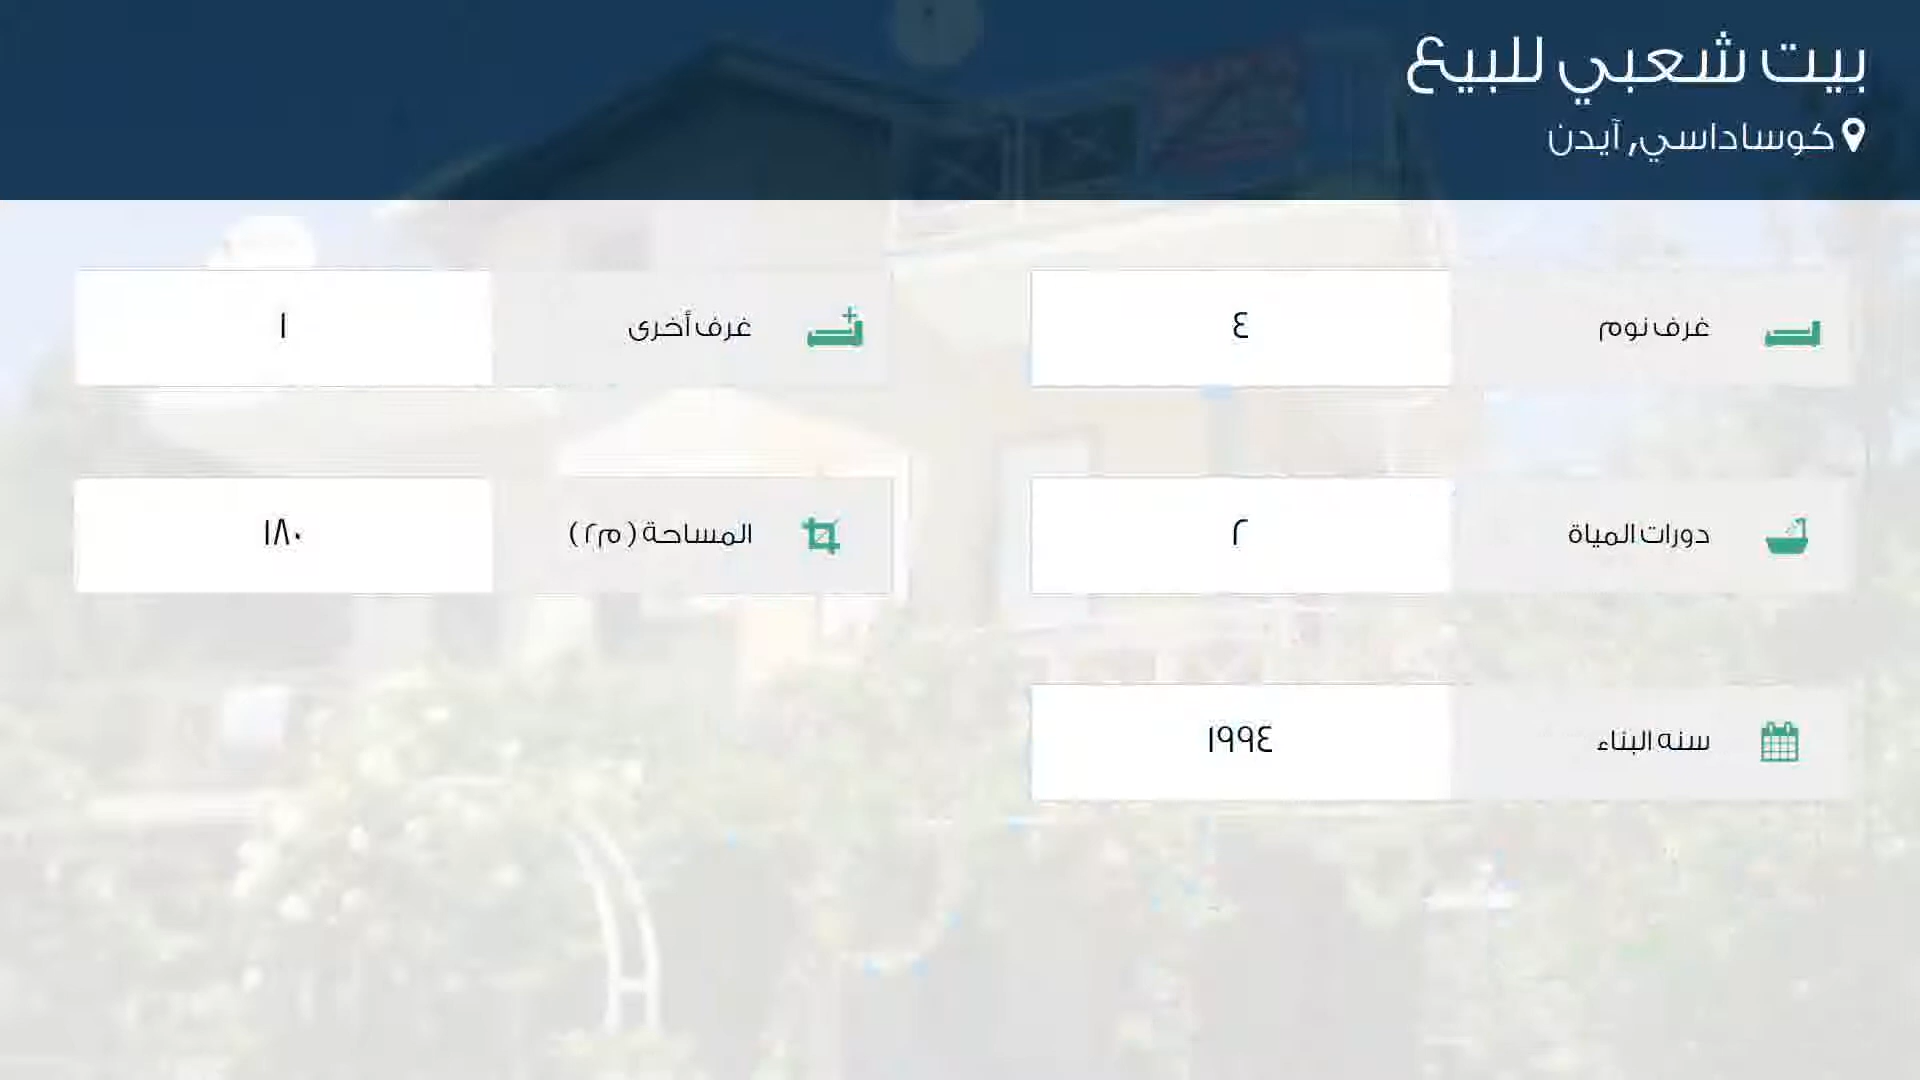 بيت شعبي للبيع
كوساداسي, آيدن
غرف نوم
٤
غرف أخرى
١
دورات المياة
٢
المساحة (م٢)
١٨٠
سنه البناء
١٩٩٤